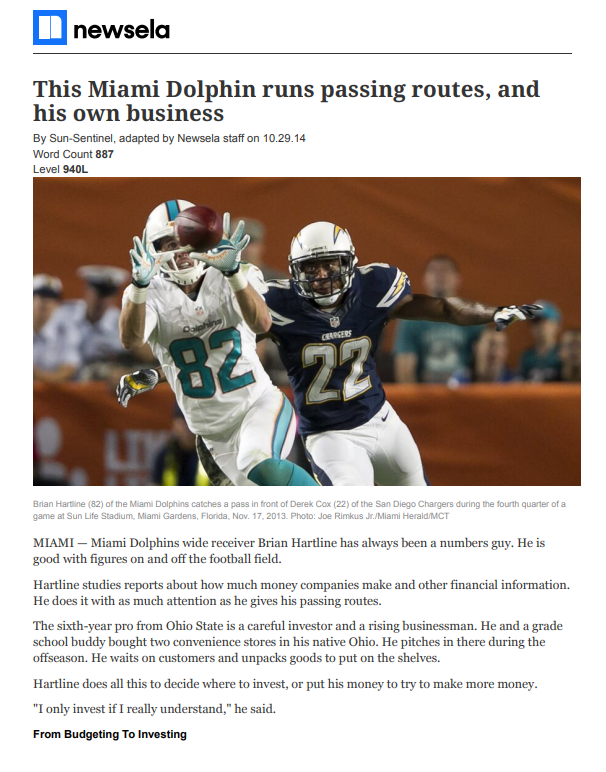 newsela
This Miami Dolphin runs passing routes, and
his own business
By Sun-Sentinel, adapted by Newsela staff on 10.29.14
Word Count 887
Level 940L
Dolphins
82
CHARGERS
22
Brian Hartline (82) of the Miami Dolphins catches a pass in front of Derek Cox (22) of the San Diego Chargers during the fourth quarter of a
game at Sun Life Stadium, Miami Gardens, Florida, Nov. 17, 2013. Photo: Joe Rimkus Jr./Miami Herald/MCT
MIAMI — Miami Dolphins wide receiver Brian Hartline has always been a numbers guy. He is
good with figures on and off the football field.
Hartline studies reports about how much money companies make and other financial information.
He does it with as much attention as he gives his passing routes.
The sixth-year pro from Ohio State is a careful investor and a rising businessman. He and a grade
school buddy bought two convenience stores in his native Ohio. He pitches in there during the
offseason. He waits on customers and unpacks goods to put on the shelves.
Hartline does all this to decide where to invest, or put his money to try to make more money.
"I only invest if I really understand," he said.
From Budgeting To Investing